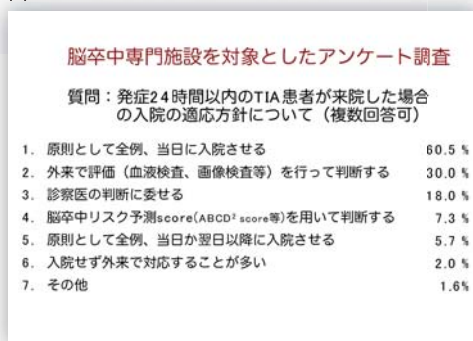 脳卒中専門施設を対象としたアンケート調査
質問：発症24時間以内のTIA患者が来院した場合
の入院の適応方針について（複数回答可）
1. 原則として全例、当日に入院させる 60.5 %
2. 外来で評価（血液検査、画像検査等）を行って判断する 30.0 %
3. 診察医の判断に委せる 18.0 %
4. 脳卒中リスク予測score(ABCD² score等)を用いて判断する 7.3 %
5. 原則として全例、当日か翌日以降に入院させる 5.7 %
6. 入院せず外来で対応することが多い 2.0 %
7. その他 1.6%